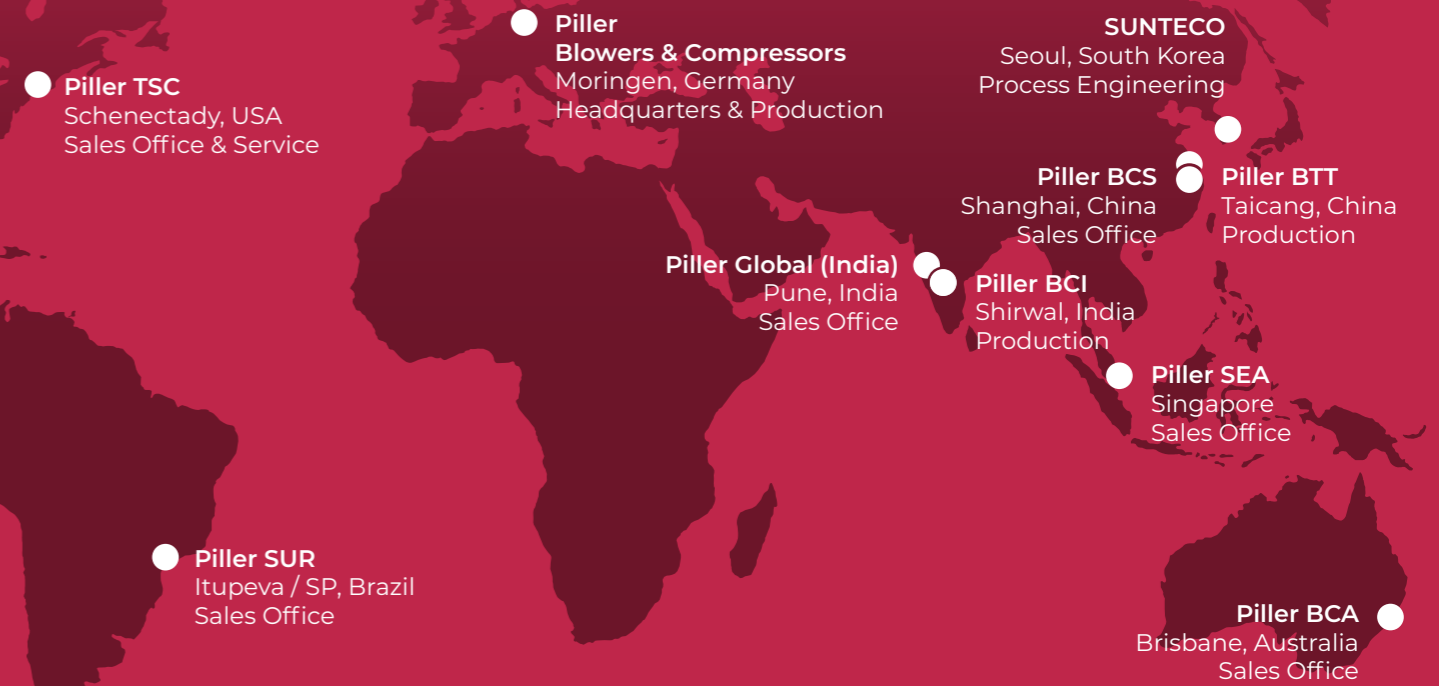 Piller
Blowers & Compressors
Moringen, Germany
Headquarters & Production
SUNTECO
Seoul, South Korea
Process Engineering
Piller TSC
Schenectady, USA
Sales Office & Service
Piller BCS
Shanghai, China
Sales Office
Piller BTT
Taicang, China
Production
Piller Global (India)
Pune, India
Sales Office
Piller BCI
Shirwal, India
Production
Piller SEA
Singapore
Sales Office
Piller SUR
Itupeva / SP, Brazil
Sales Office
Piller BCA
Brisbane, Australia
Sales Office